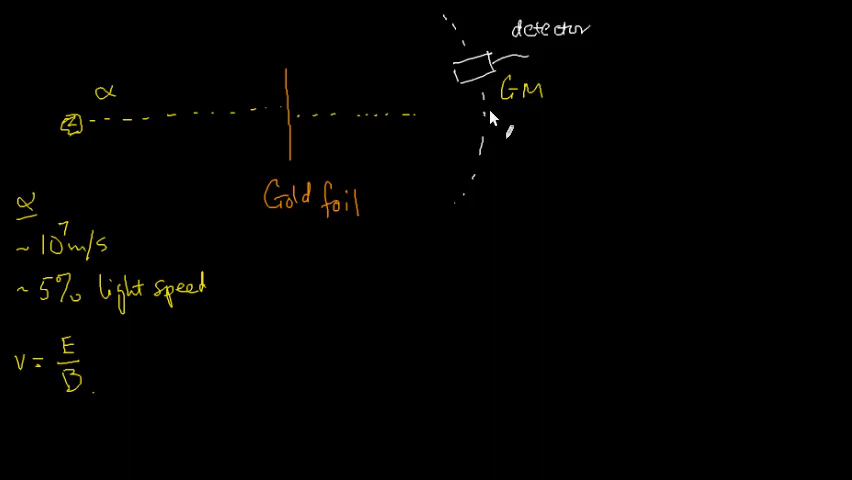 detector
GM
α
Gold foil
α
~ 10⁷ m/s
~ 5% light speed
v = E/B